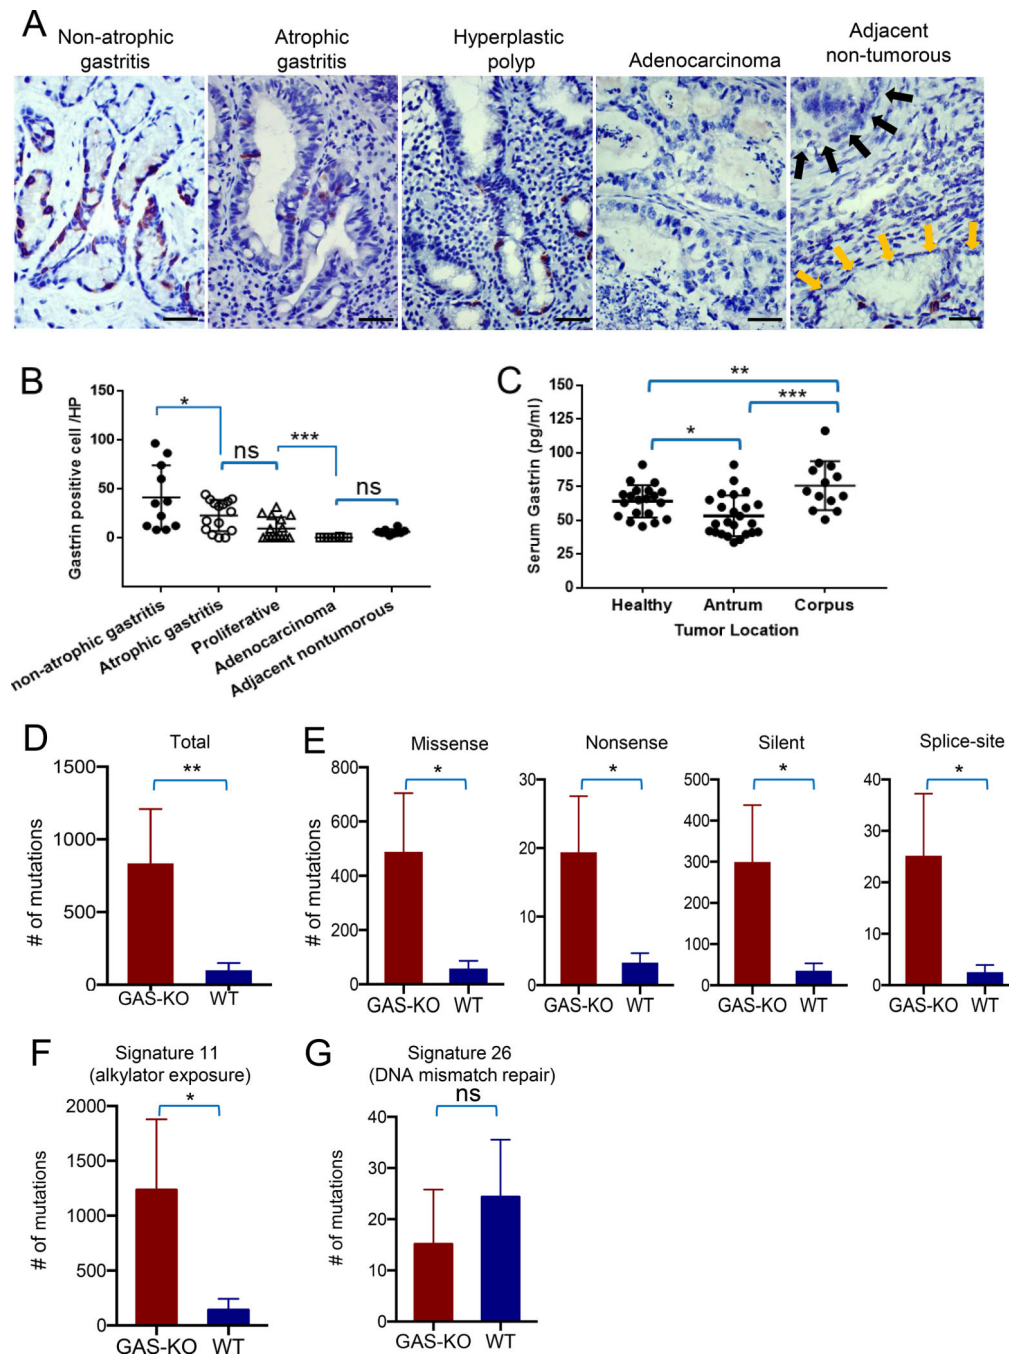 A
Non-atrophic
gastritis
Atrophic
gastritis
Hyperplastic
polyp
Adenocarcinoma
Adjacent
non-tumorous
B
Gastrin positive cell /HP
150
100
50
0
*
ns
***
ns
non-atrophic gastritis
Atrophic gastritis
Proliferative
Adenocarcinoma
Adjacent nontumorous
C
Serum Gastrin (pg/ml)
150
125
100
75
50
25
0
**
***
*
Healthy
Antrum
Corpus
Tumor Location
D
Total
# of mutations
1500
1000
500
0
**
GAS-KO
WT
E
Missense
# of mutations
800
600
400
200
0
*
GAS-KO
WT
Nonsense
30
20
10
0
*
GAS-KO
WT
Silent
500
400
300
200
100
0
*
GAS-KO
WT
Splice-site
40
30
20
10
0
*
GAS-KO
WT
F
Signature 11
(alkylator exposure)
# of mutations
2000
1500
1000
500
0
*
GAS-KO
WT
G
Signature 26
(DNA mismatch repair)
# of mutations
40
30
20
10
0
ns
GAS-KO
WT